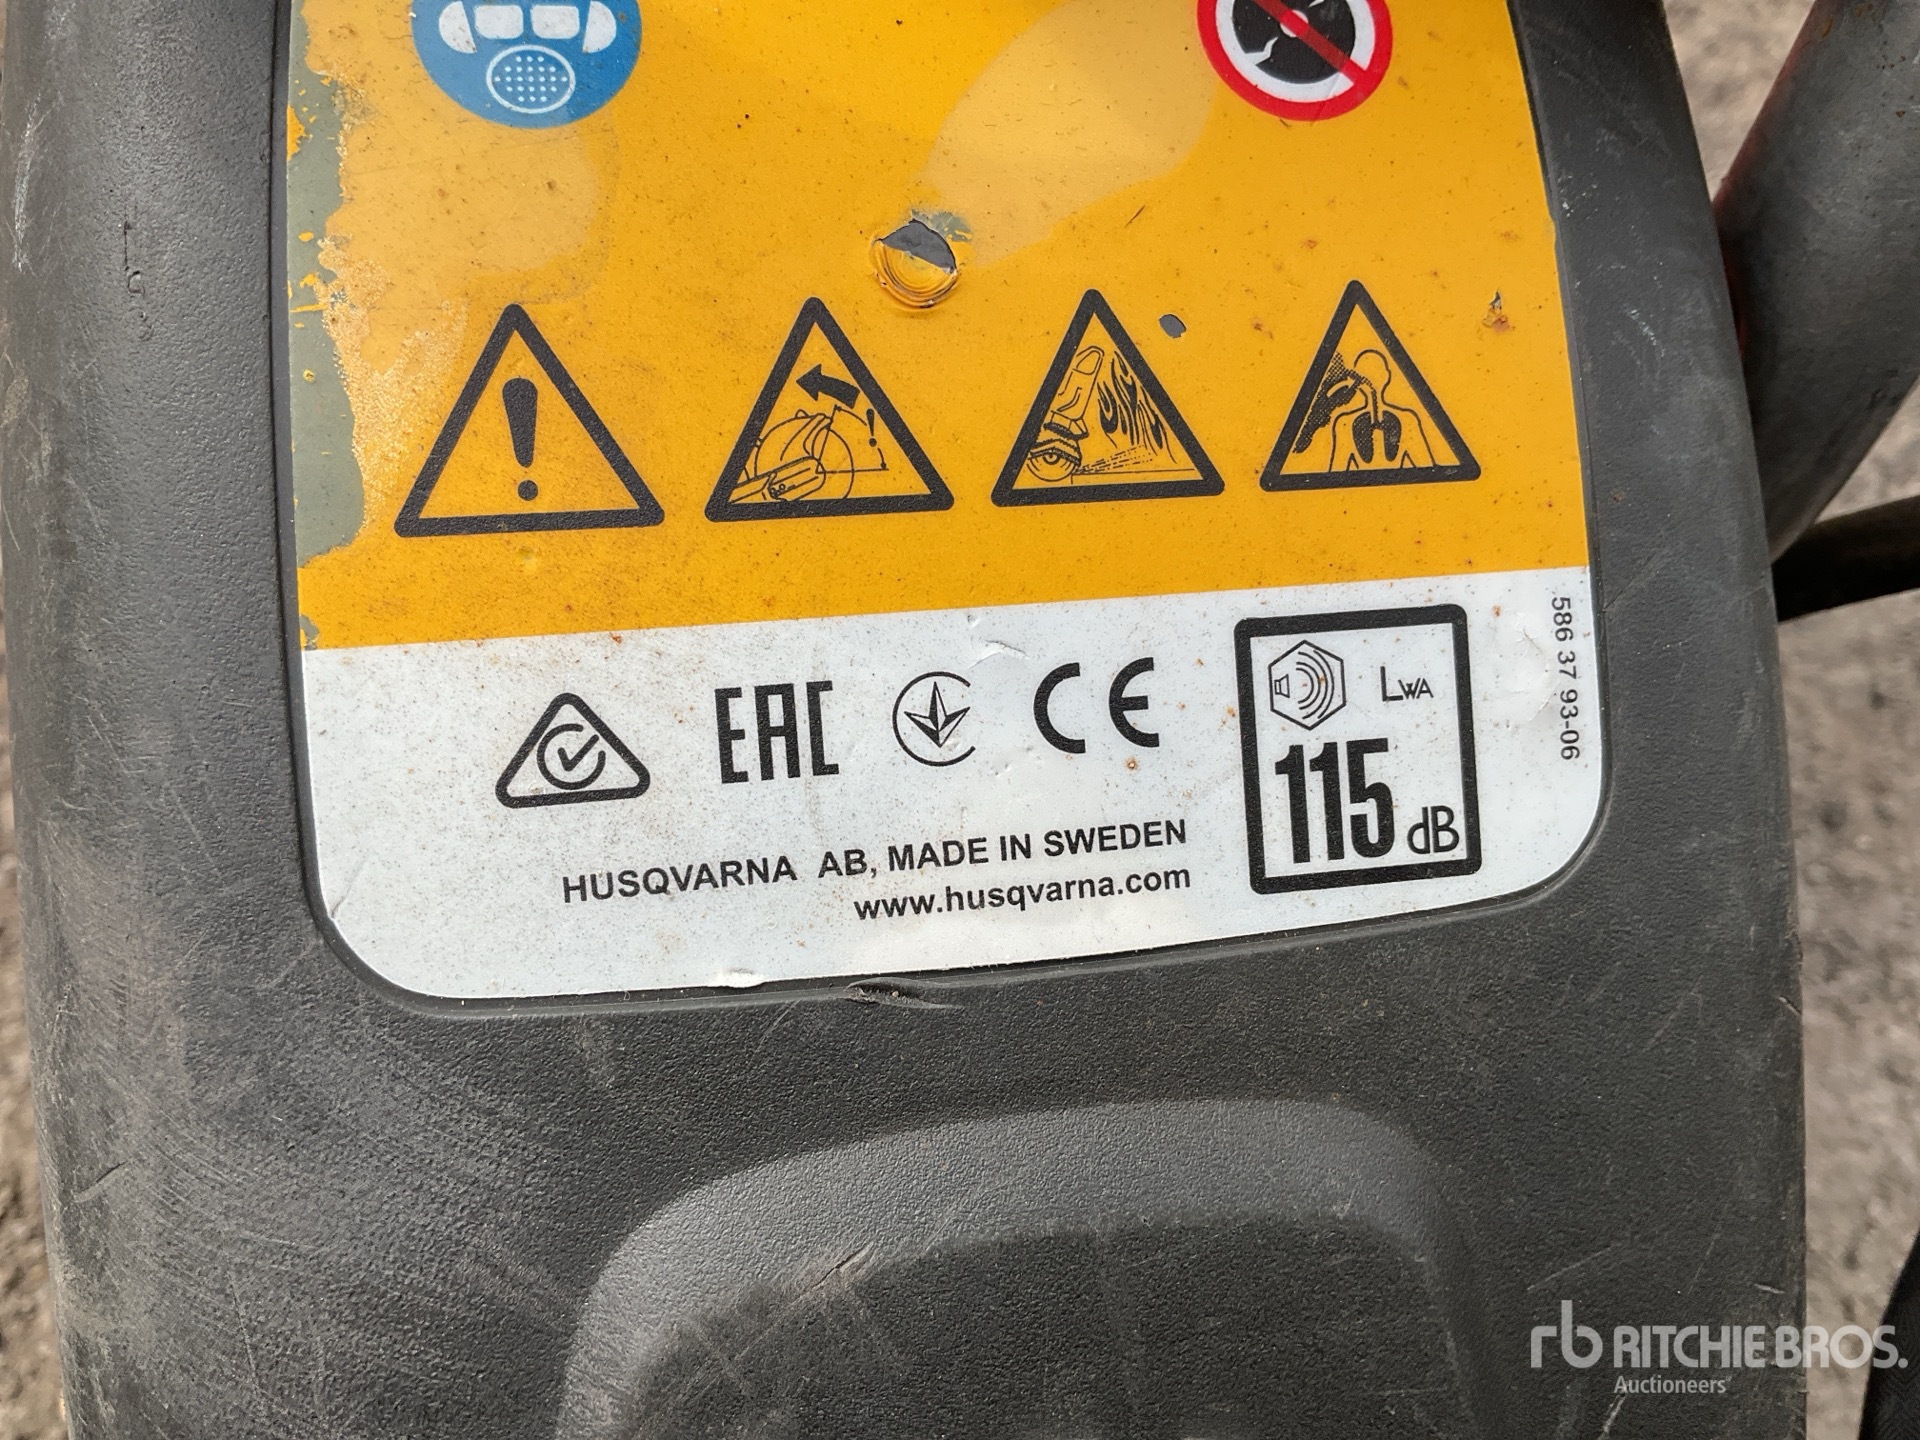 EAC CE
LWA
115 dB
586 37 93-06
HUSQVARNA AB, MADE IN SWEDEN
www.husqvarna.com
rb RITCHIE BROS.
Auctioneers